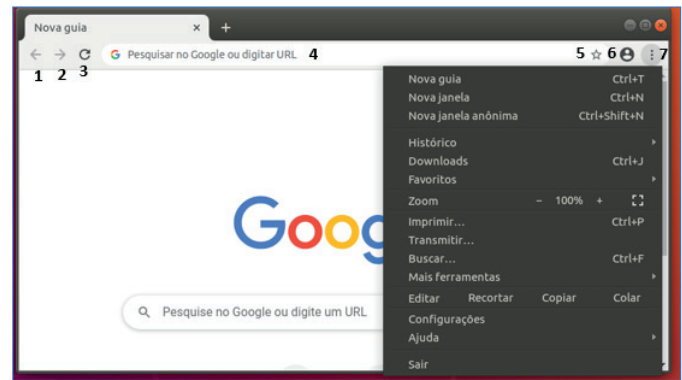 Nova guia × +
G Pesquisar no Google ou digitar URL 4 5 6 7
1 2 3
Nova guia Ctrl+T
Nova janela Ctrl+N
Nova janela anônima Ctrl+Shift+N
Histórico
Downloads Ctrl+J
Favoritos
Zoom – 100% +
Imprimir... Ctrl+P
Transmitir...
Buscar... Ctrl+F
Mais ferramentas
Editar Recortar Copiar Colar
Configurações
Ajuda
Sair
Goog
Pesquise no Google ou digite um URL